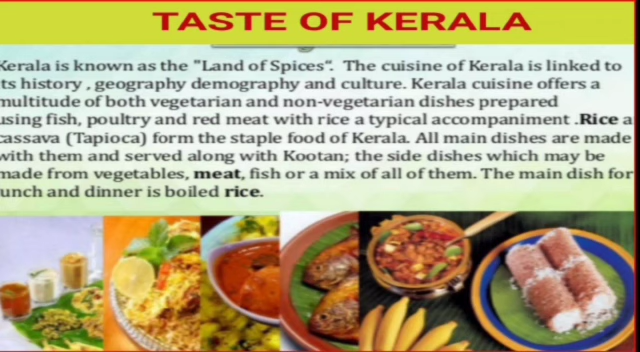 TASTE OF KERALA
Kerala is known as the "Land of Spices“. The cuisine of Kerala is linked to
its history , geography demography and culture. Kerala cuisine offers a
multitude of both vegetarian and non-vegetarian dishes prepared
using fish, poultry and red meat with rice a typical accompaniment .Rice a
cassava (Tapioca) form the staple food of Kerala. All main dishes are made
with them and served along with Kootan; the side dishes which may be
made from vegetables, meat, fish or a mix of all of them. The main dish for
lunch and dinner is boiled rice.